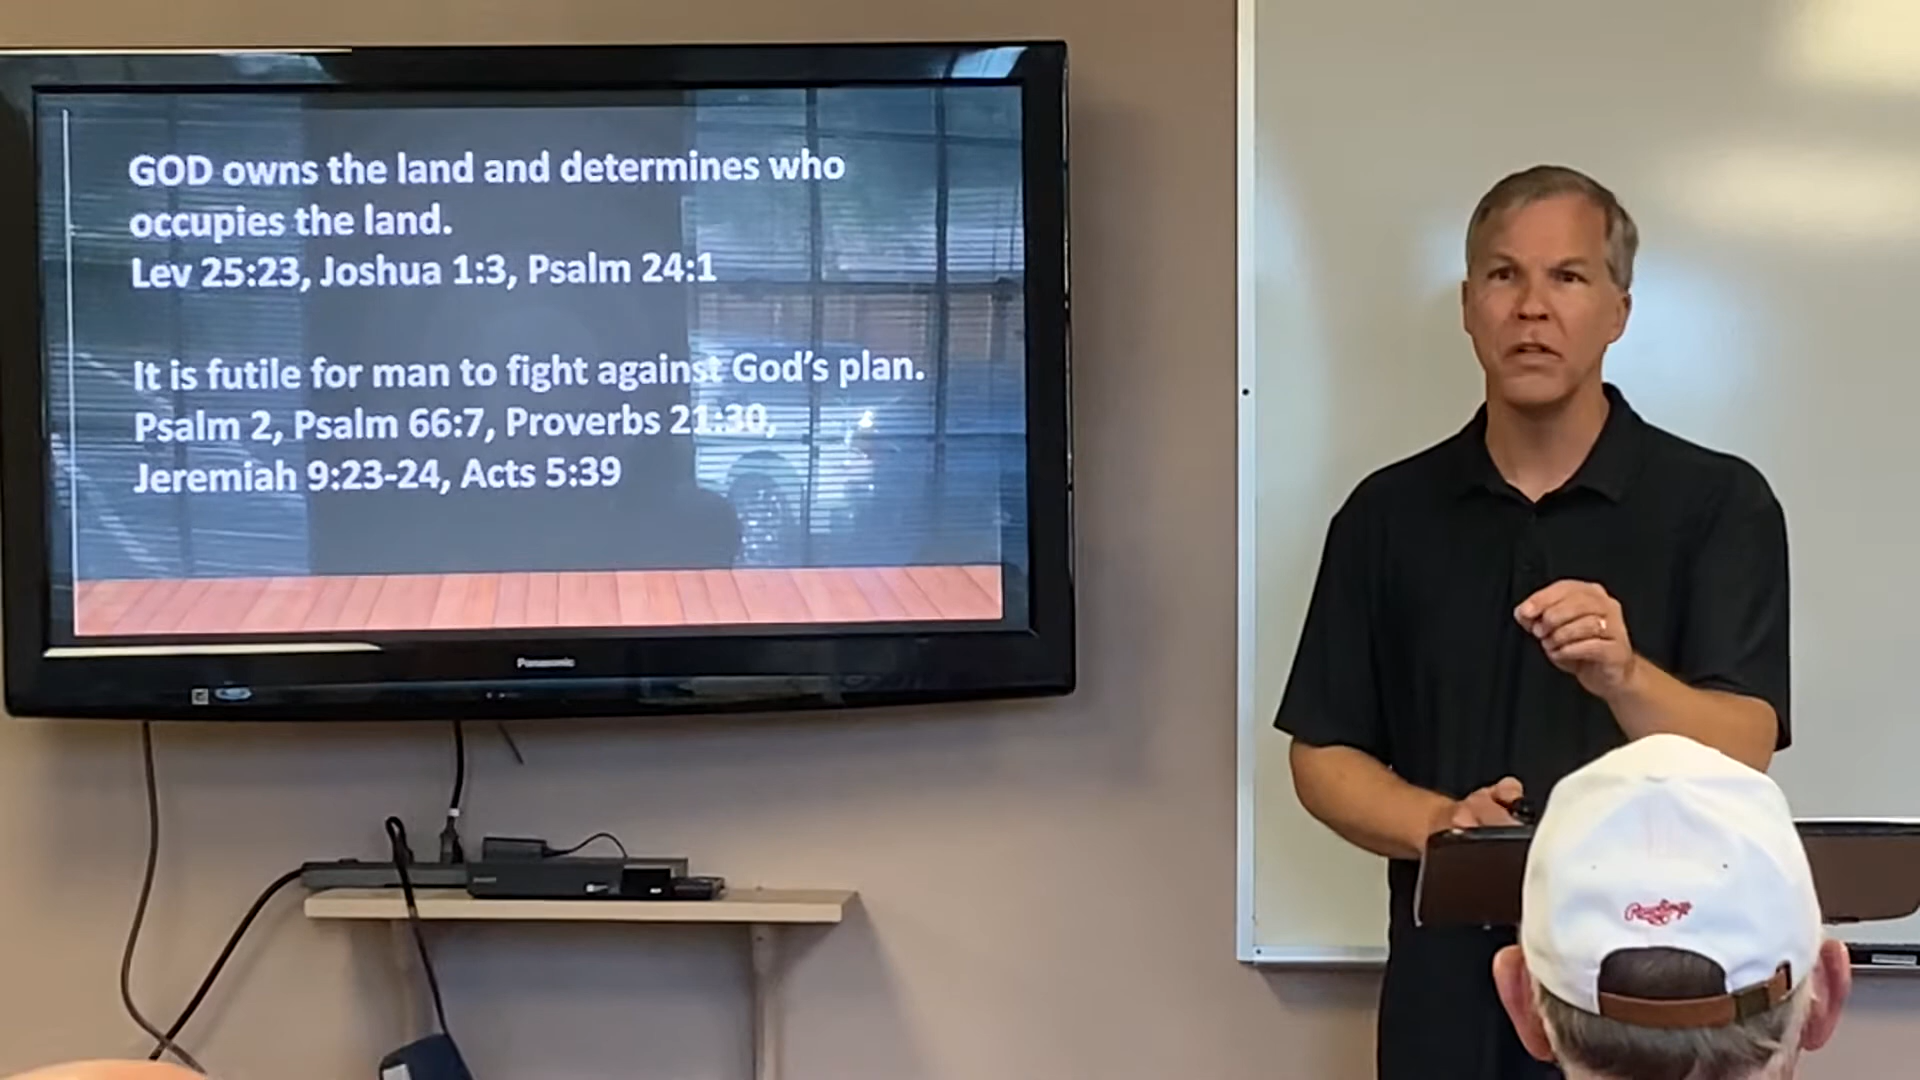 GOD owns the land and determines who
occupies the land.
Lev 25:23, Joshua 1:3, Psalm 24:1
It is futile for man to fight against God's plan.
Psalm 2, Psalm 66:7, Proverbs 21:30,
Jeremiah 9:23-24, Acts 5:39
Panasonic
Rawlings